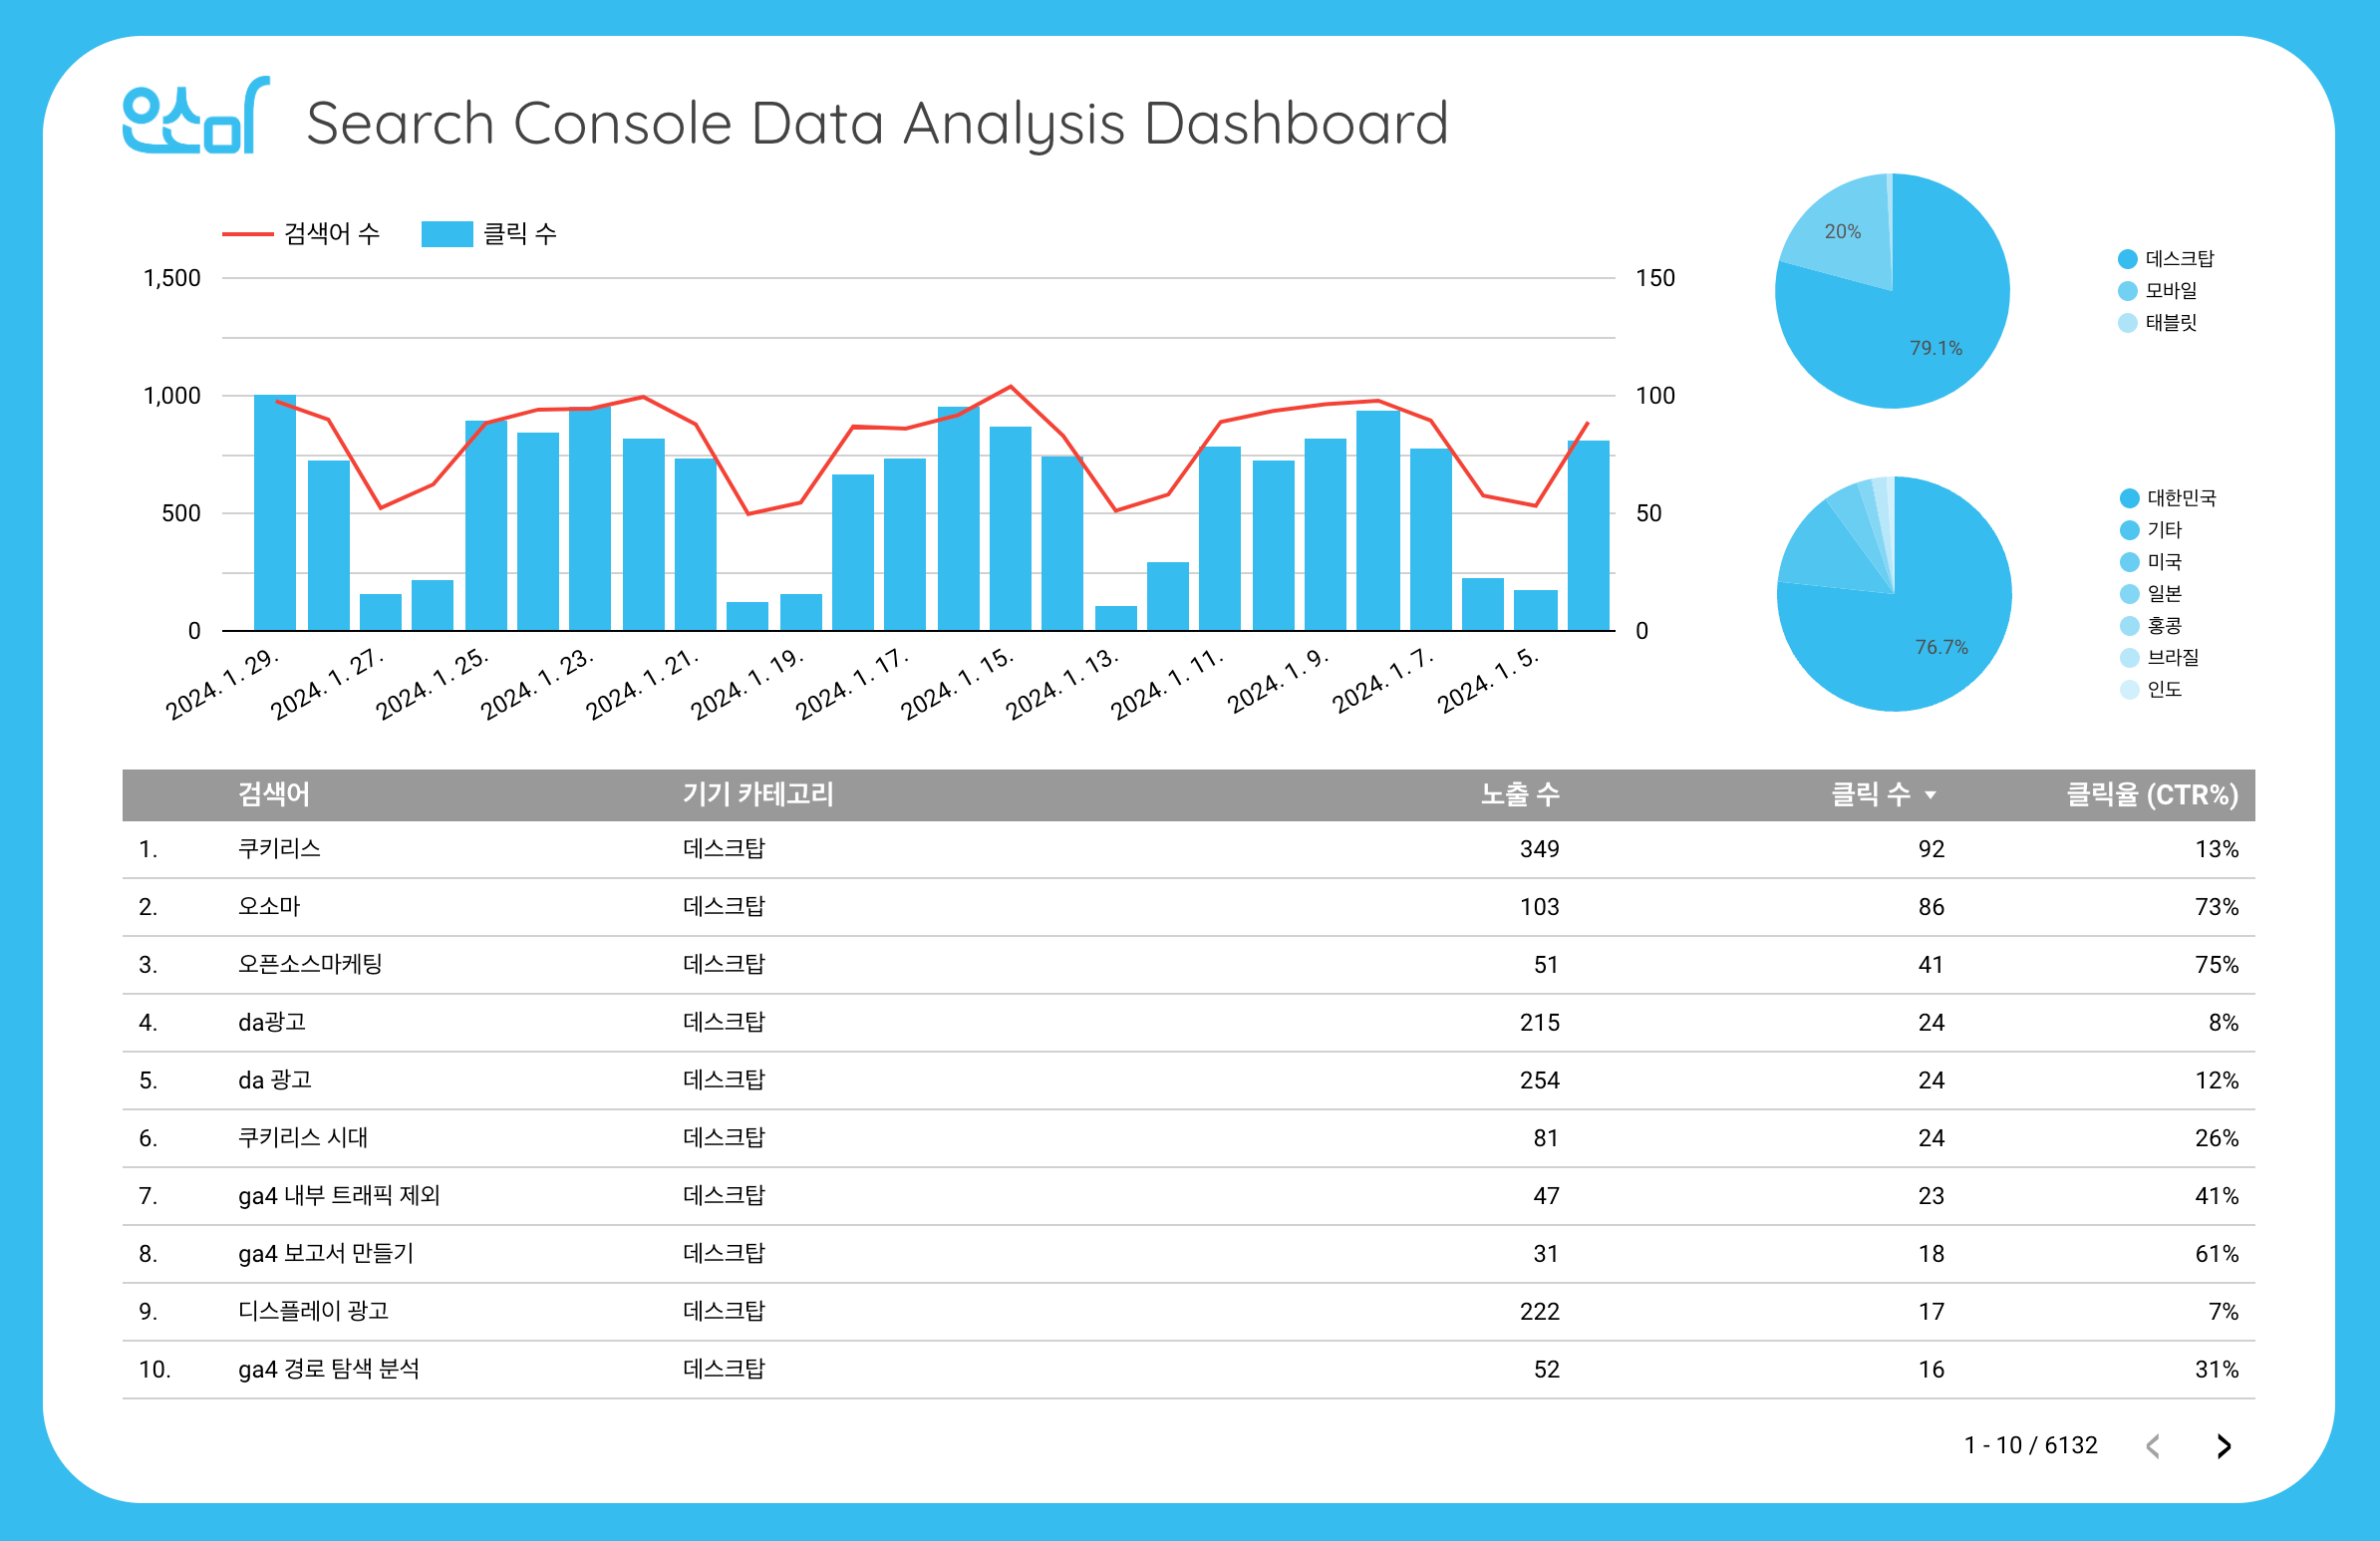 오소마 Search Console Data Analysis Dashboard
검색어 수 클릭 수
1,500 150
1,000 100
500 50
0 0
2024. 1. 29. 2024. 1. 27. 2024. 1. 25. 2024. 1. 23. 2024. 1. 21. 2024. 1. 19. 2024. 1. 17. 2024. 1. 15. 2024. 1. 13. 2024. 1. 11. 2024. 1. 9. 2024. 1. 7. 2024. 1. 5.
20%
79.1%
데스크탑
모바일
태블릿
76.7%
대한민국
기타
미국
일본
홍콩
브라질
인도
검색어 기기 카테고리 노출 수 클릭 수 클릭율 (CTR%)
1. 쿠키리스 데스크탑 349 92 13%
2. 오소마 데스크탑 103 86 73%
3. 오픈소스마케팅 데스크탑 51 41 75%
4. da광고 데스크탑 215 24 8%
5. da 광고 데스크탑 254 24 12%
6. 쿠키리스 시대 데스크탑 81 24 26%
7. ga4 내부 트래픽 제외 데스크탑 47 23 41%
8. ga4 보고서 만들기 데스크탑 31 18 61%
9. 디스플레이 광고 데스크탑 222 17 7%
10. ga4 경로 탐색 분석 데스크탑 52 16 31%
1 - 10 / 6132